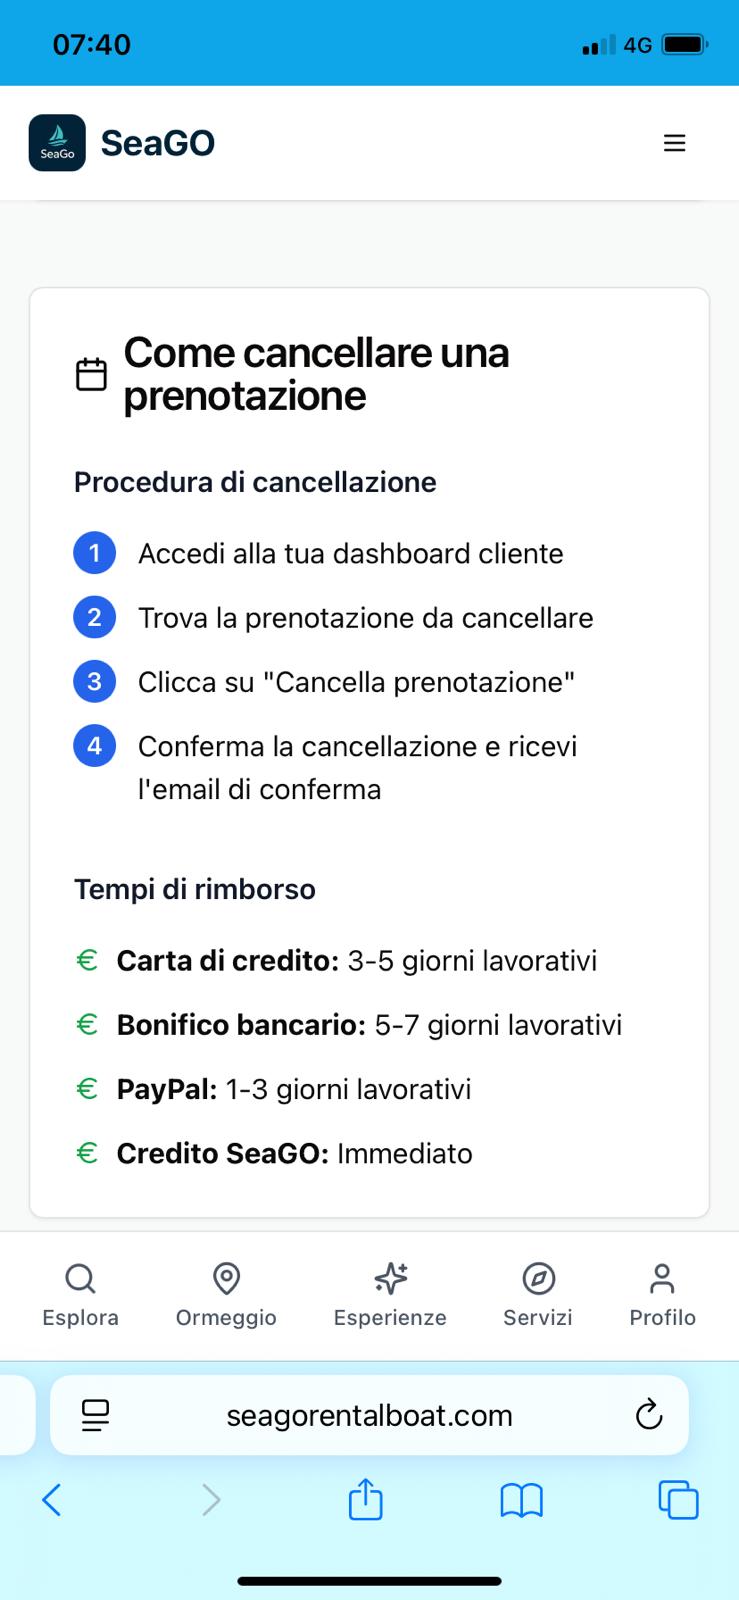 07:40
4G
SeaGo
SeaGO
Come cancellare una
prenotazione
Procedura di cancellazione
1 Accedi alla tua dashboard cliente
2 Trova la prenotazione da cancellare
3 Clicca su "Cancella prenotazione"
4 Conferma la cancellazione e ricevi
l'email di conferma
Tempi di rimborso
€ Carta di credito: 3-5 giorni lavorativi
€ Bonifico bancario: 5-7 giorni lavorativi
€ PayPal: 1-3 giorni lavorativi
€ Credito SeaGO: Immediato
Esplora Ormeggio Esperienze Servizi Profilo
seagorentalboat.com